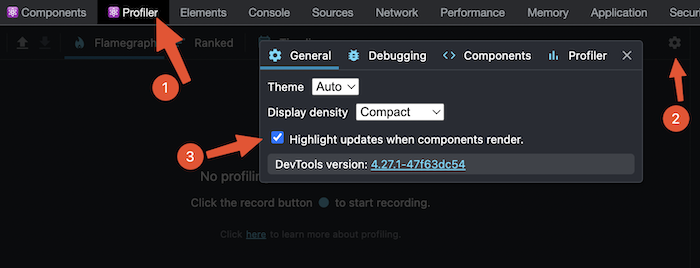 Components Profiler Elements Console Sources Network Performance Memory Application Secur
Flamegraph Ranked
General Debugging Components Profiler
1
Theme Auto
2
Display density Compact
3 Highlight updates when components render.
DevTools version: 4.27.1-47f63dc54
No profilin
Click the record button to start recording.
Click here to learn more about profiling.